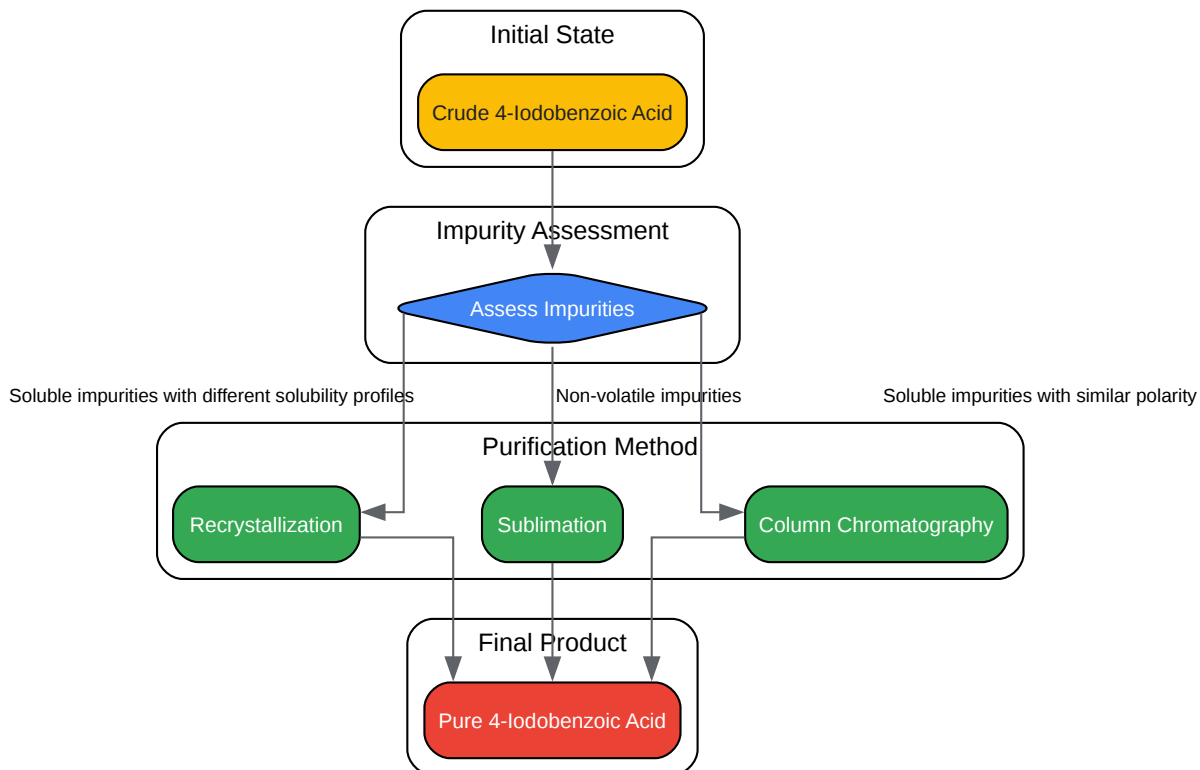 Initial State
Crude 4-Iodobenzoic Acid
Impurity Assessment
Assess Impurities
Soluble impurities with different solubility profiles
Non-volatile impurities
Soluble impurities with similar polarity
Purification Method
Recrystallization
Sublimation
Column Chromatography
Final Product
Pure 4-Iodobenzoic Acid